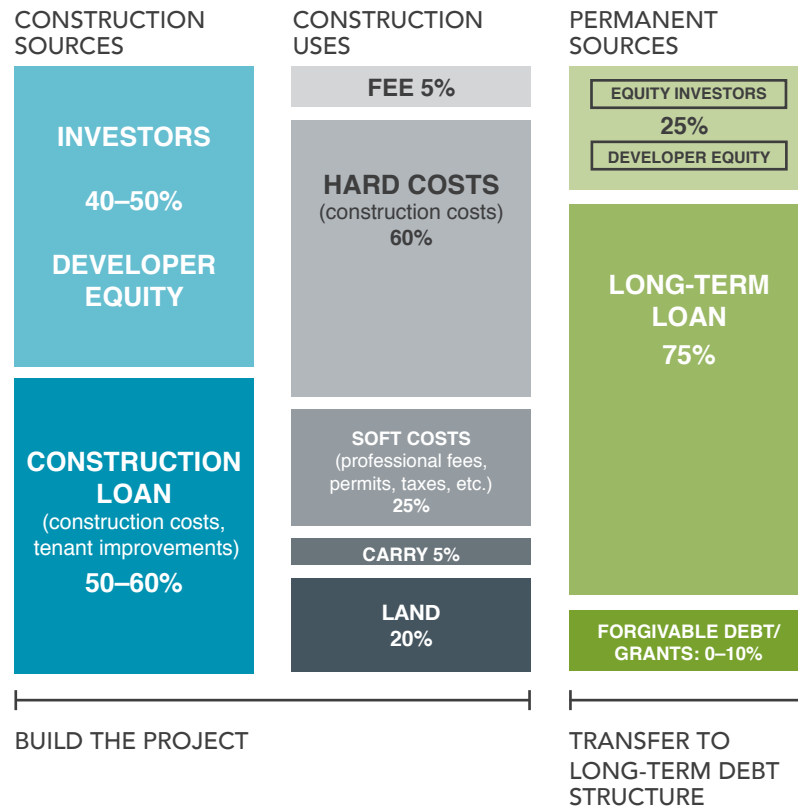 CONSTRUCTION
SOURCES
INVESTORS
40–50%
DEVELOPER
EQUITY
CONSTRUCTION
LOAN
(construction costs,
tenant improvements)
50–60%
CONSTRUCTION
USES
FEE 5%
HARD COSTS
(construction costs)
60%
SOFT COSTS
(professional fees,
permits, taxes, etc.)
25%
CARRY 5%
LAND
20%
PERMANENT
SOURCES
EQUITY INVESTORS
25%
DEVELOPER EQUITY
LONG-TERM
LOAN
75%
FORGIVABLE DEBT/
GRANTS: 0–10%
BUILD THE PROJECT
TRANSFER TO
LONG-TERM DEBT
STRUCTURE